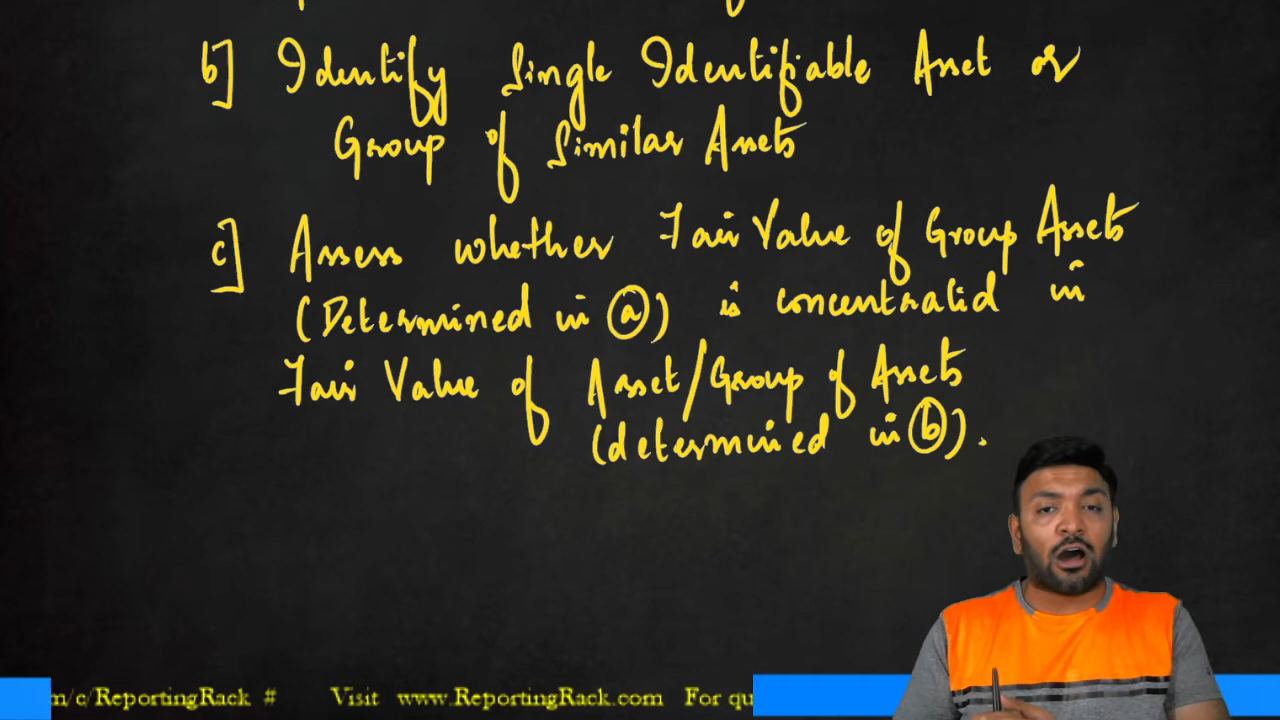 b] Identify Single Identifiable Asset or
Group of Similar Assets
c] Assess whether Fair Value of Group Assets
(Determined in ⓐ) is concentratid in
Fair Value of Asset/Group of Assets
(determined in ⓑ).
m/c/ReportingRack # Visit www.ReportingRack.com For qu